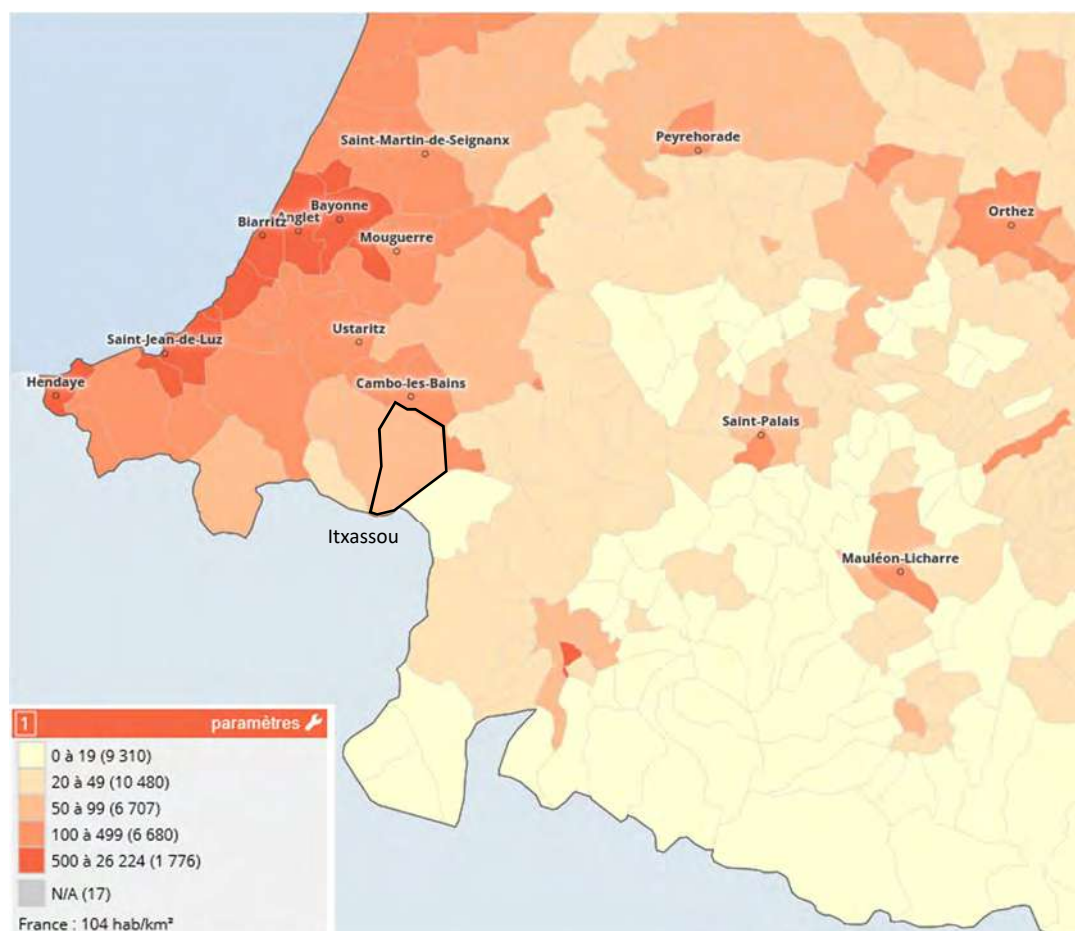 Saint-Martin-de-Seignanx
Peyrehorade
Bayonne
Anglet
Biarritz
Orthez
Mouguerre
Ustaritz
Saint-Jean-de-Luz
Hendaye
Cambo-les-Bains
Saint-Palais
Itxassou
Mauléon-Licharre
1 paramètres
0 à 19 (9 310)
20 à 49 (10 480)
50 à 99 (6 707)
100 à 499 (6 680)
500 à 26 224 (1 776)
N/A (17)
France : 104 hab/km²